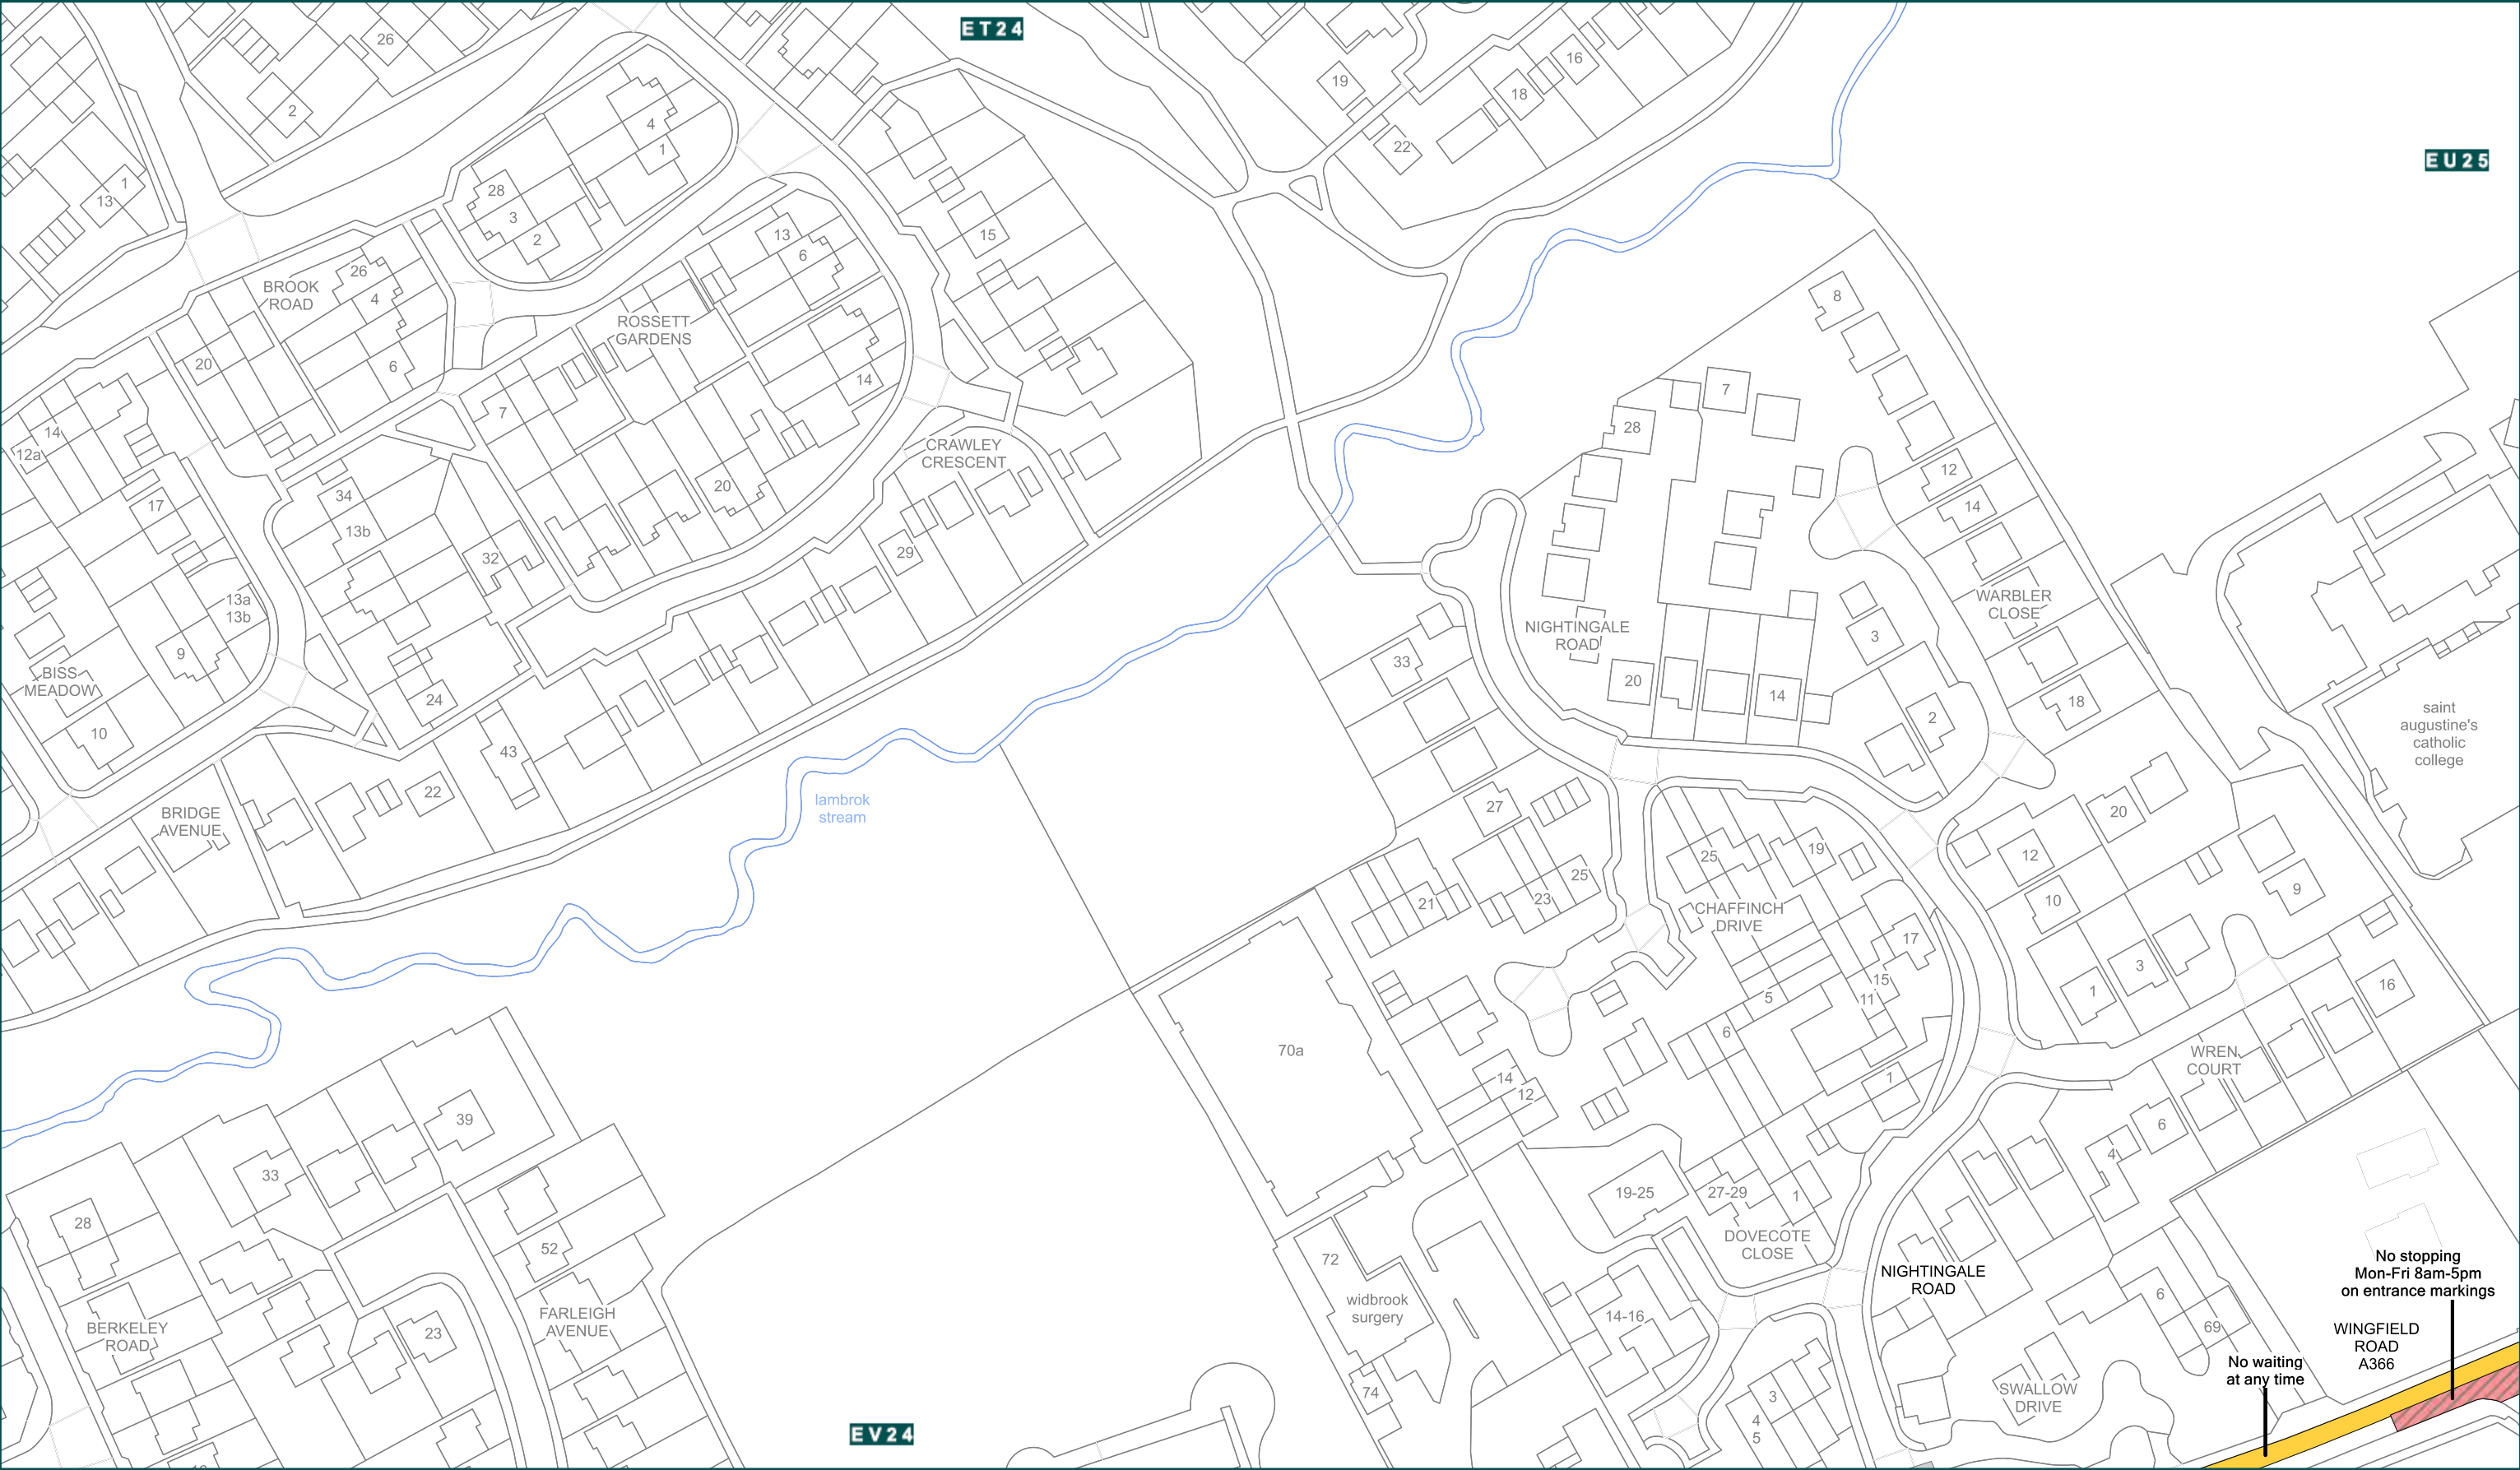 ET24
26
2
19
16
18
22
4
1
28
3
2
1
13
EU25
15
13
6
BROOK
ROAD
26
4
6
20
ROSSETT
GARDENS
14
7
20
CRAWLEY
CRESCENT
29
8
7
28
12
14
14
12a
17
34
13b
32
13a
13b
9
BISS
MEADOW
10
24
43
22
BRIDGE
AVENUE
lambrok
stream
NIGHTINGALE
ROAD
WARBLER
CLOSE
3
33
20
14
2
18
saint
augustine's
catholic
college
27
25
21
23
25
19
CHAFFINCH
DRIVE
17
15
11
5
6
1
12
10
20
9
3
1
16
WREN
COURT
6
4
70a
14
12
39
33
28
52
BERKELEY
ROAD
FARLEIGH
AVENUE
23
19-25
27-29
1
DOVECOTE
CLOSE
72
widbrook
surgery
14-16
74
3
4
5
NIGHTINGALE
ROAD
6
69
SWALLOW
DRIVE
No stopping
Mon-Fri 8am-5pm
on entrance markings
WINGFIELD
ROAD
A366
No waiting
at any time
EV24